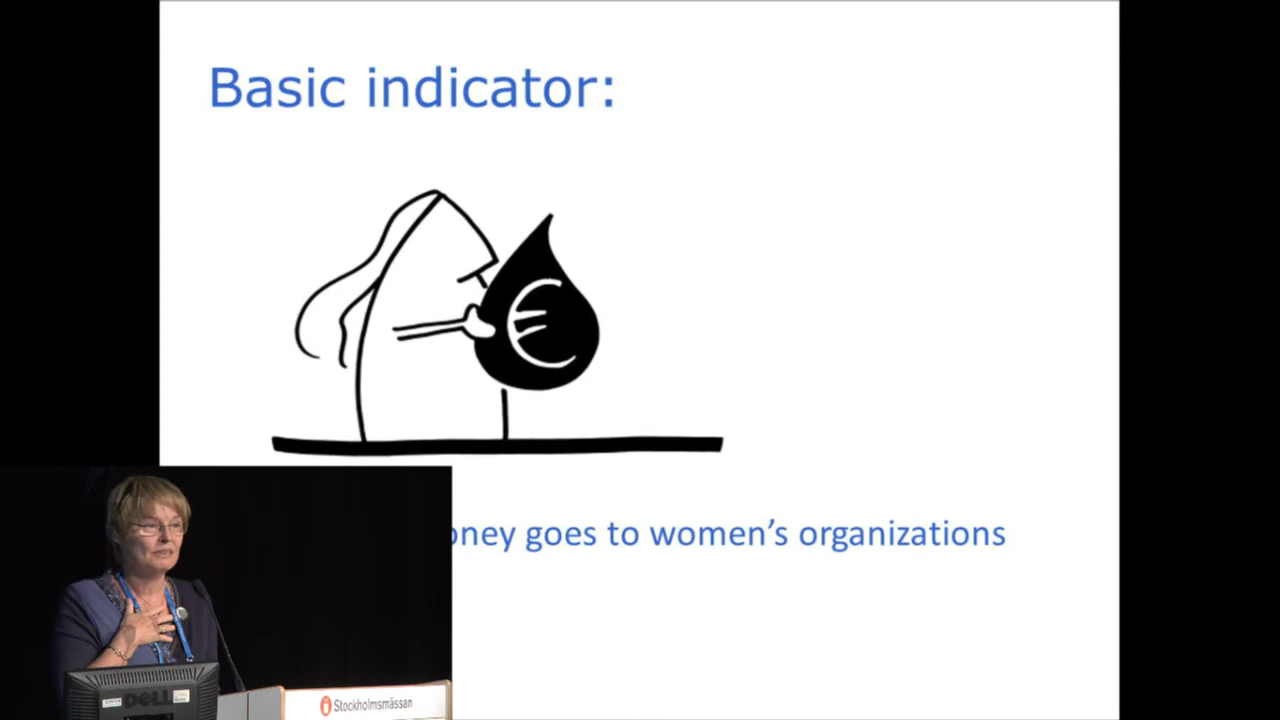 Basic indicator:
€
oney goes to women's organizations
DELL
Stockholmsmässan